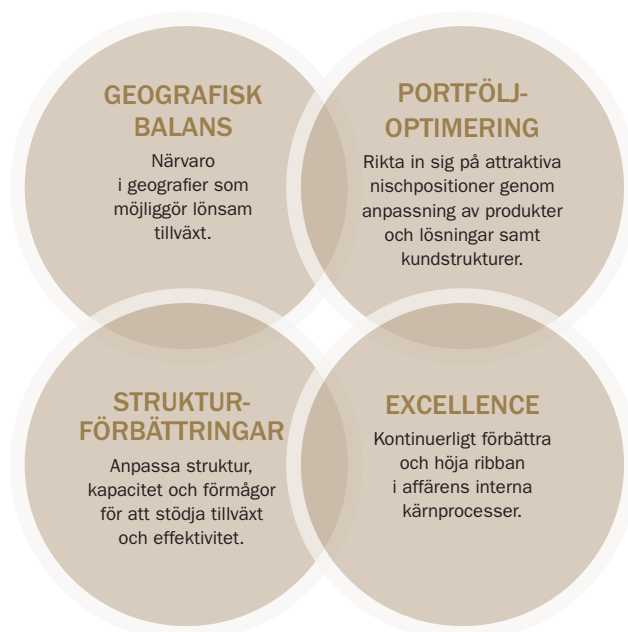 GEOGRAFISK
BALANS
Närvaro
i geografier som
möjliggör lönsam
tillväxt.
PORTFÖLJ-
OPTIMERING
Rikta in sig på attraktiva
nischpositioner genom
anpassning av produkter
och lösningar samt
kundstrukturer.
STRUKTUR-
FÖRBÄTTRINGAR
Anpassa struktur,
kapacitet och förmågor
för att stödja tillväxt
och effektivitet.
EXCELLENCE
Kontinuerligt förbättra
och höja ribban
i affärens interna
kärnprocesser.